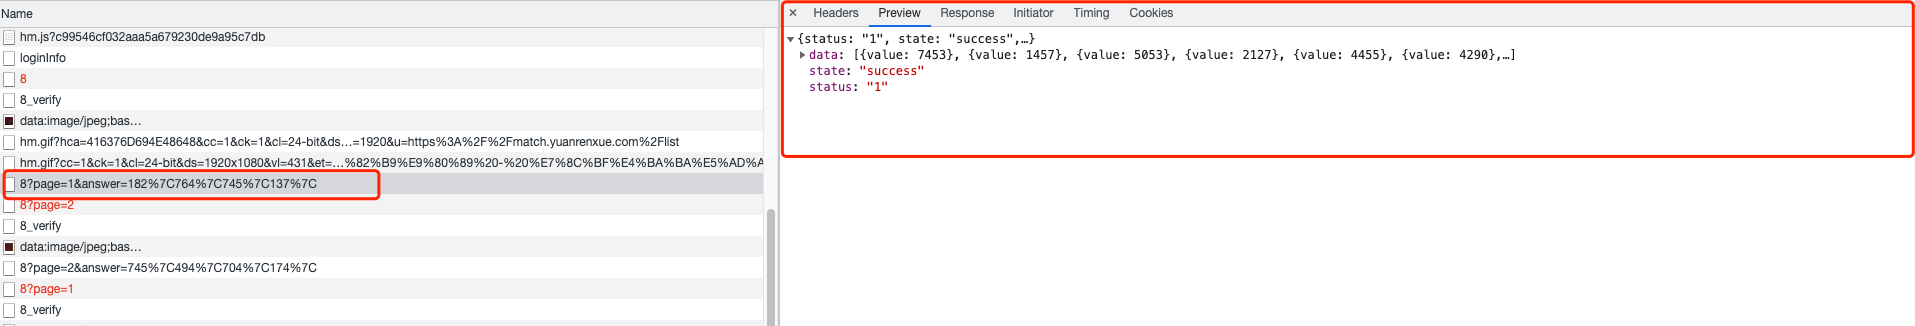 Name
hm.js?c99546cf032aaa5a679230de9a95c7db
loginInfo
8
8_verify
data:image/jpeg;bas…
hm.gif?hca=416376D694E48648&cc=1&ck=1&cl=24-bit&ds…=1920&u=https%3A%2F%2Fmatch.yuanrenxue.com%2Flist
hm.gif?cc=1&ck=1&cl=24-bit&ds=1920x1080&vl=431&et=…%82%B9%E9%80%89%20-%20%E7%8C%BF%E4%BA%BA%E5%AD%A
8?page=1&answer=182%7C764%7C745%7C137%7C
8?page=2
8_verify
data:image/jpeg;bas…
8?page=2&answer=745%7C494%7C704%7C174%7C
8?page=1
8_verify
× Headers Preview Response Initiator Timing Cookies
{status: "1", state: "success",…}
data: [{value: 7453}, {value: 1457}, {value: 5053}, {value: 2127}, {value: 4455}, {value: 4290},…]
state: "success"
status: "1"